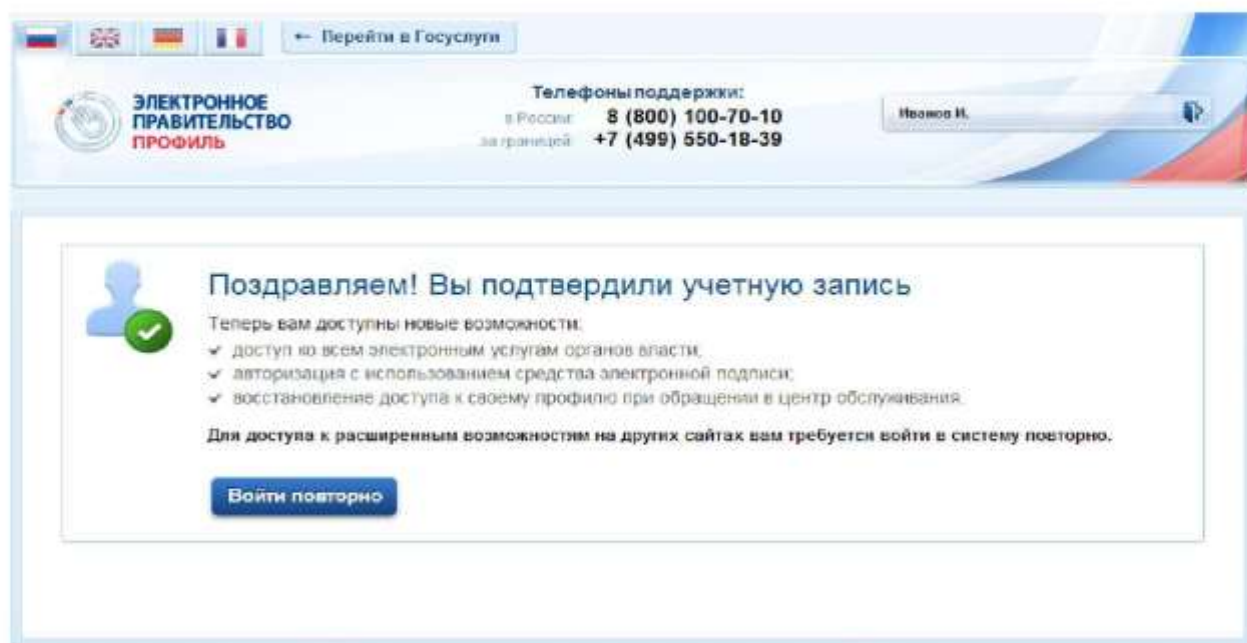 ← Перейти в Госуслуги
ЭЛЕКТРОННОЕ
ПРАВИТЕЛЬСТВО
ПРОФИЛЬ
Телефоны поддержки:
в России: 8 (800) 100-70-10
за границей: +7 (499) 550-18-39
Иванов И.
Поздравляем! Вы подтвердили учетную запись
Теперь вам доступны новые возможности:
доступ ко всем электронным услугам органов власти;
авторизация с использованием средства электронной подписи;
восстановление доступа к своему профилю при обращении в центр обслуживания.
Для доступа к расширенным возможностям на других сайтах вам требуется войти в систему повторно.
Войти повторно